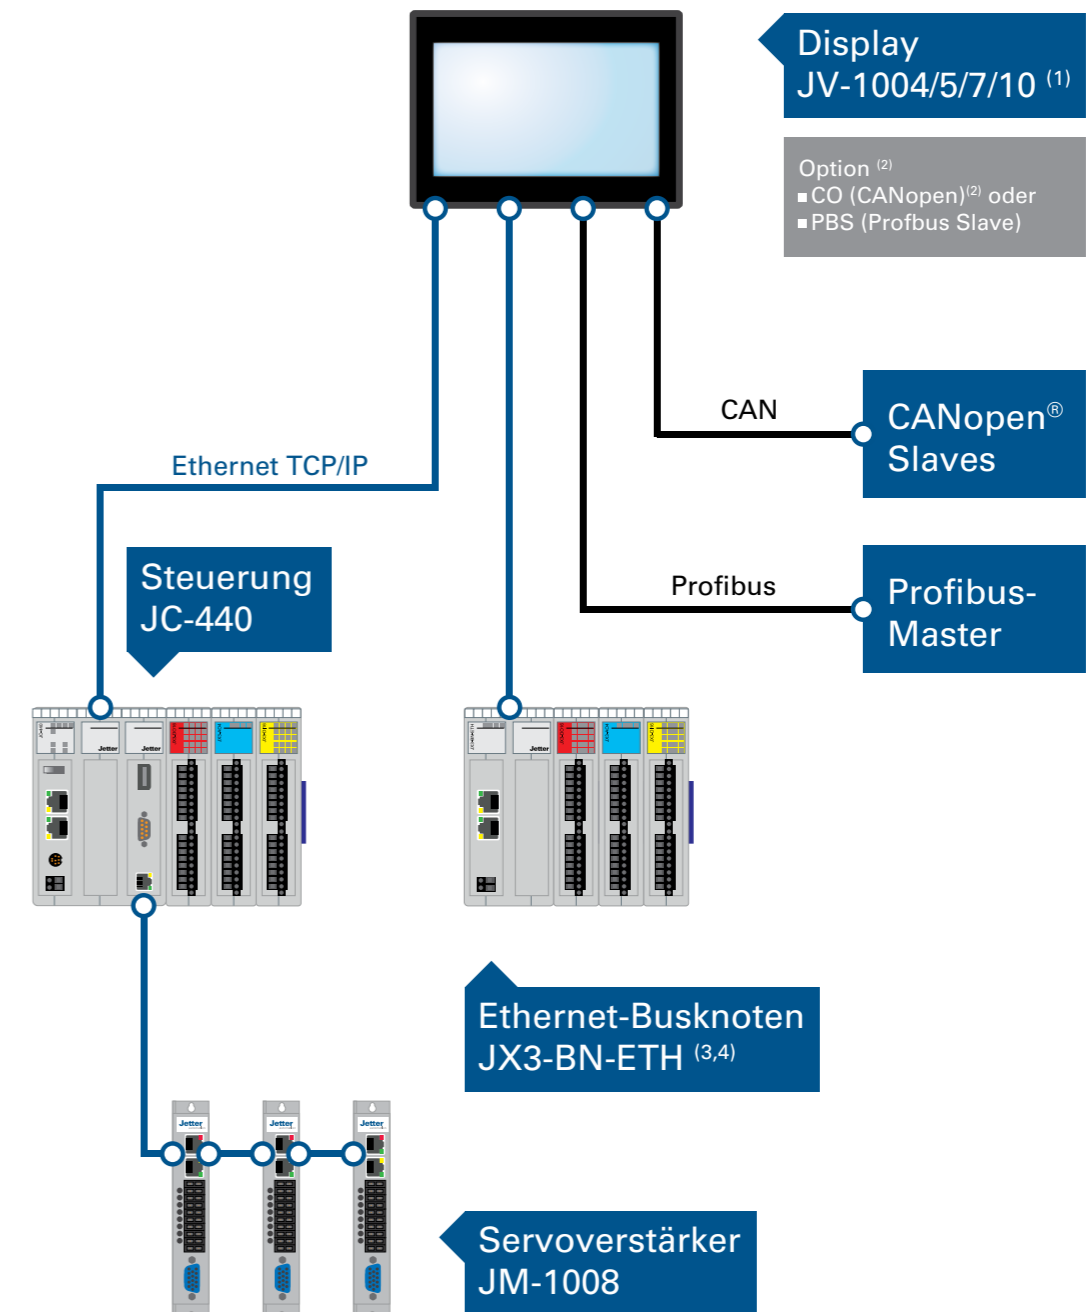 Display
JV-1004/5/7/10 (1)
Option (2)
■ CO (CANopen)(2) oder
■ PBS (Profbus Slave)
CAN
CANopen®
Slaves
Ethernet TCP/IP
Steuerung
JC-440
Profibus
Profibus-
Master
Jetter
Jetter
Jetter
Ethernet-Busknoten
JX3-BN-ETH (3,4)
Jetter
Jetter
Jetter
Servoverstärker
JM-1008